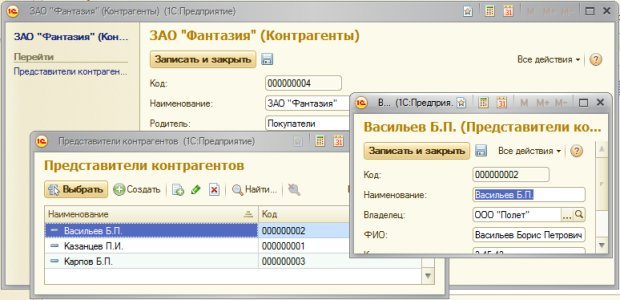 ЗАО "Фантазия" (Контрагенты) (1С:Предприятие)
M M+ M-
ЗАО "Фантазия" (Кон...
Перейти
Представители контраген...
ЗАО "Фантазия" (Контрагенты)
Записать и закрыть
Все действия
Код: 000000004
Наименование: ЗАО "Фантазия"
Родитель: Покупатели
Представители контрагентов (1С:Предприятие)
Представители контрагентов
Выбрать Создать Найти...
Наименование Код
Васильев Б.П. 000000002
Казанцев П.И. 000000001
Карпов Б.П. 000000003
В... (1С:Предприя...
M M+ M-
Васильев Б.П. (Представители ко...
Записать и закрыть Все действия
Код: 000000002
Наименование: Васильев Б.П.
Владелец: ООО "Полет" ...
ФИО: Васильев Борис Петрович